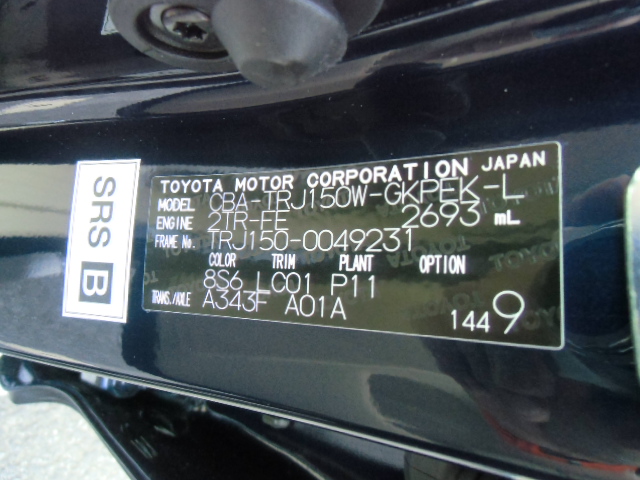 TOYOTA MOTOR CORPORATION JAPAN
MODEL CBA-TRJ150W-GKPEK-L
ENGINE 2TR-FE 2693 mL
FRAME No. TRJ150-0049231
COLOR TRIM PLANT OPTION
8S6 LC01 P11
TRANS./AXLE A343F A01A
1449
SRS B